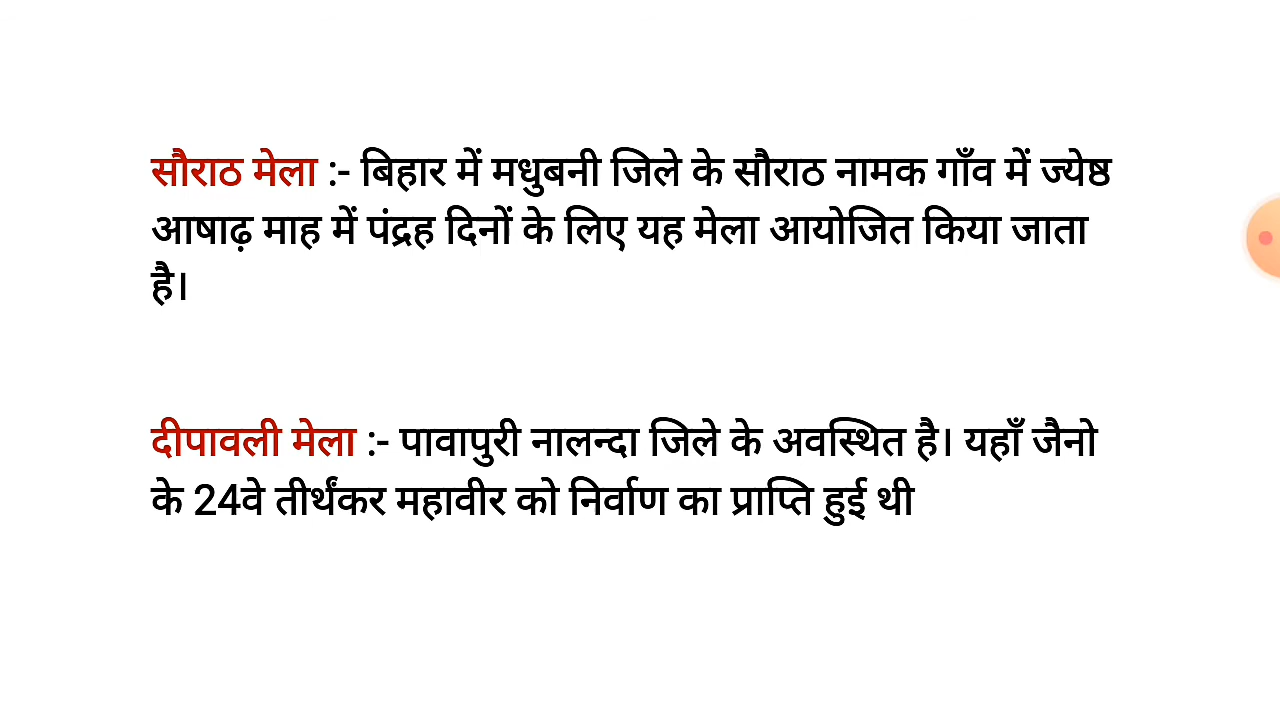 सौराठ मेला :- बिहार में मधुबनी जिले के सौराठ नामक गाँव में ज्येष्ठ
आषाढ़ माह में पंद्रह दिनों के लिए यह मेला आयोजित किया जाता
है।
दीपावली मेला :- पावापुरी नालन्दा जिले के अवस्थित है। यहाँ जैनो
के 24वे तीर्थंकर महावीर को निर्वाण का प्राप्ति हुई थी